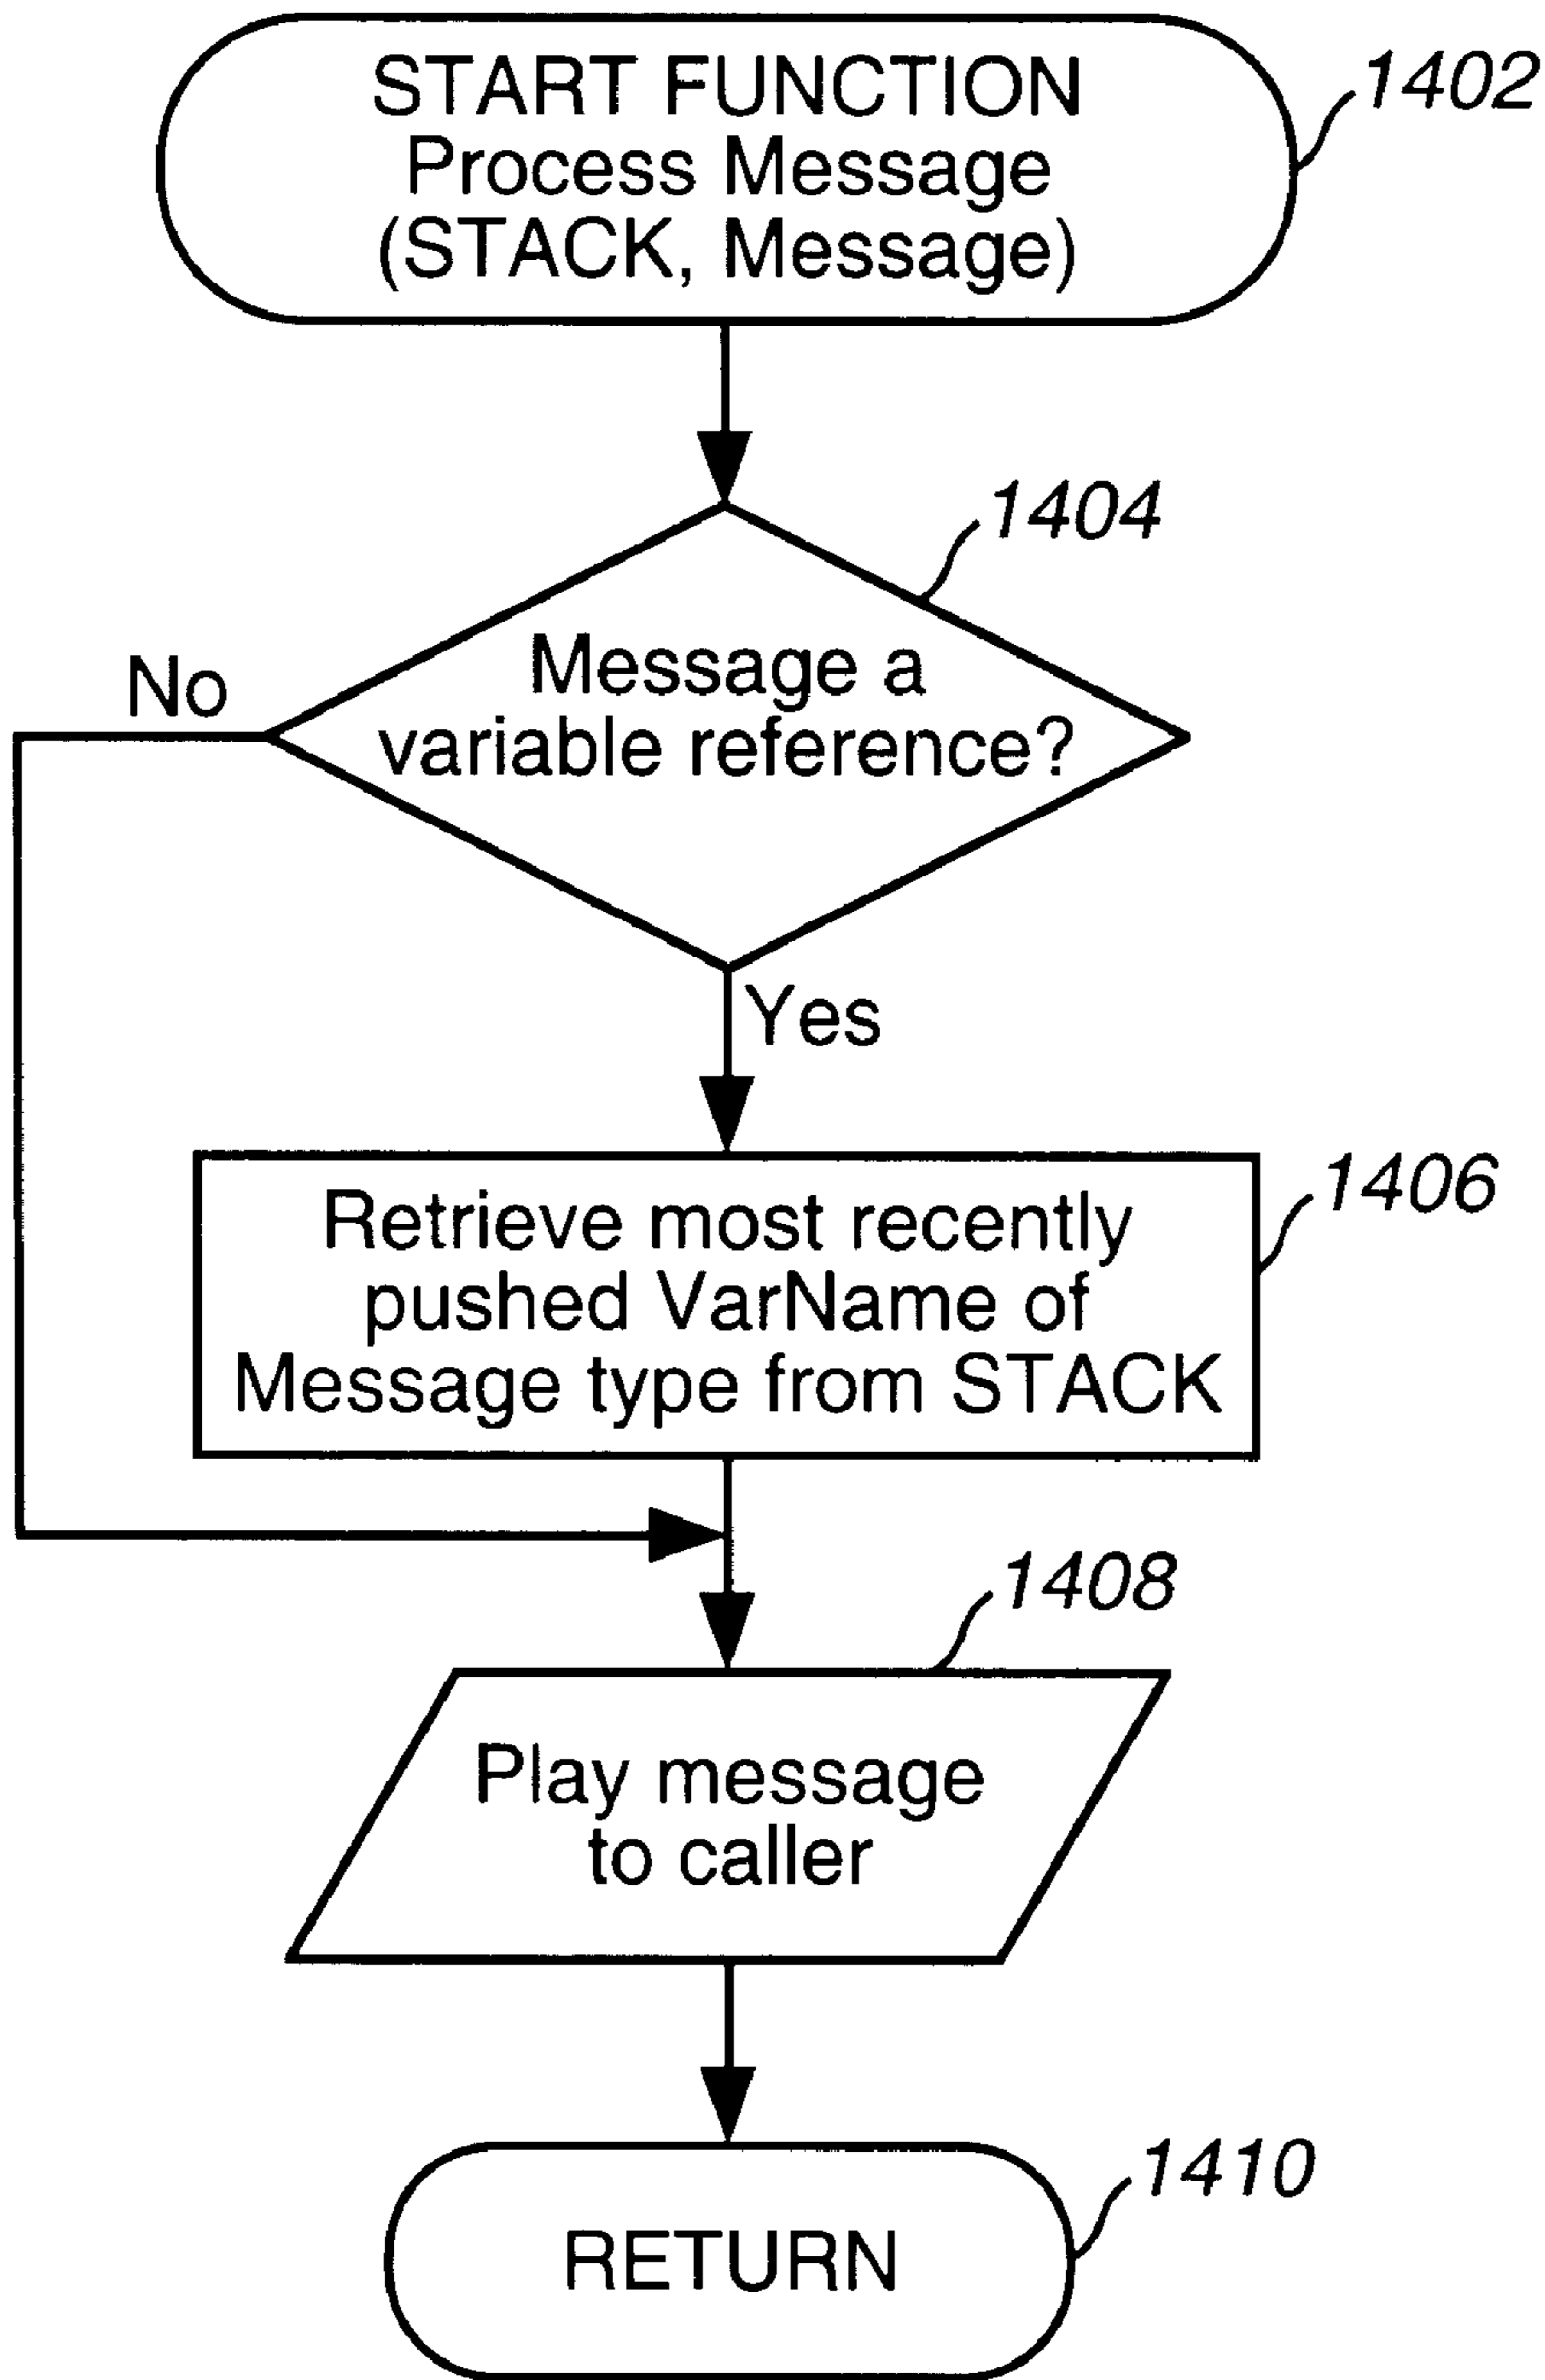 START FUNCTION
Process Message
(STACK, Message)
1402
1404
Message a
variable reference?
No
Yes
1406
Retrieve most recently
pushed VarName of
Message type from STACK
1408
Play message
to caller
1410
RETURN